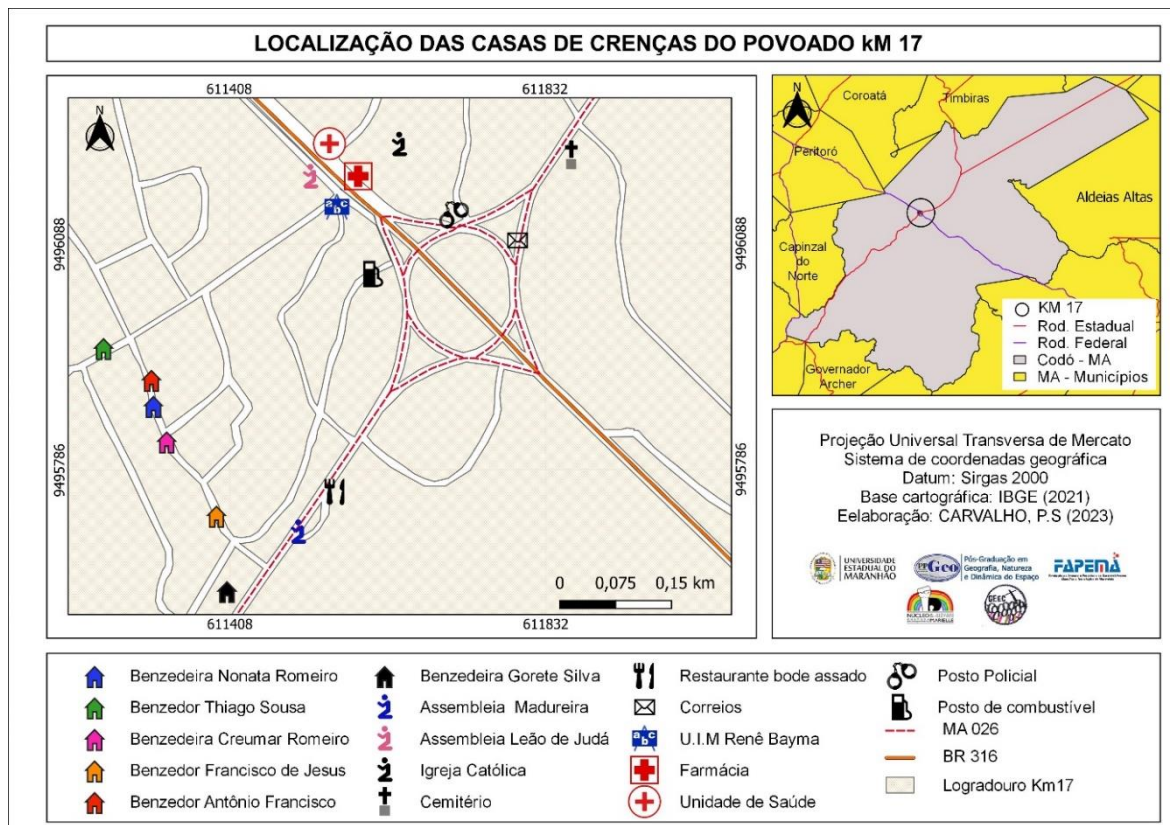 LOCALIZAÇÃO DAS CASAS DE CRENÇAS DO POVOADO kM 17
611408
611832
N
9496088
9496088
abc
9495786
9495786
0 0,075 0,15 km
611408
611832
N
Coroatá
Timbiras
Peritoró
Aldeias Altas
Capinzal do Norte
Governador Archer
KM 17
Rod. Estadual
Rod. Federal
Codó - MA
MA - Municípios
Projeção Universal Transversa de Mercato
Sistema de coordenadas geográfica
Datum: Sirgas 2000
Base cartográfica: IBGE (2021)
Eelaboração: CARVALHO, P.S (2023)
UNIVERSIDADE
ESTADUAL DO
MARANHÃO
Geo
Pós-Graduação em
Geografia, Natureza
e Dinâmica do Espaço
FAPEMA
Benzedeira Nonata Romeiro
Benzedor Thiago Sousa
Benzedeira Creumar Romeiro
Benzedor Francisco de Jesus
Benzedor Antônio Francisco
Benzedeira Gorete Silva
Assembleia Madureira
Assembleia Leão de Judá
Igreja Católica
Cemitério
Restaurante bode assado
Correios
abc
U.I.M Renê Bayma
Farmácia
Unidade de Saúde
Posto Policial
Posto de combustível
MA 026
BR 316
Logradouro Km17